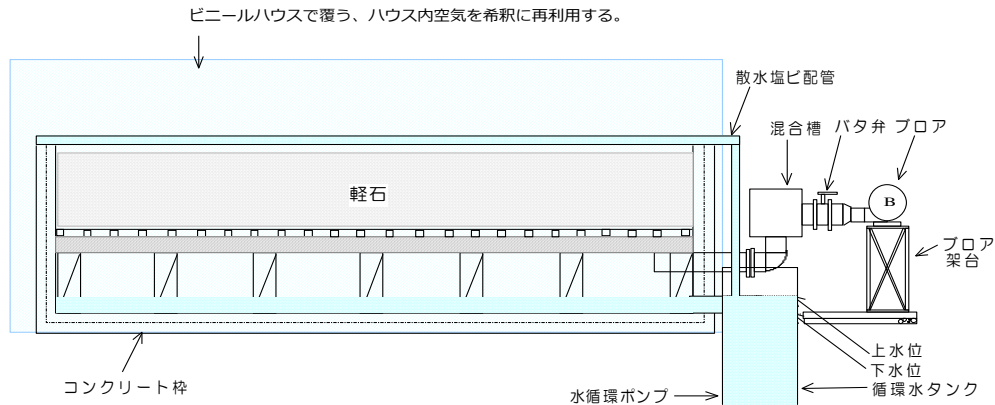 ビニールハウスで覆う、ハウス内空気を希釈に再利用する。
散水塩ビ配管
混合槽
バタ弁
ブロア
軽石
B
ブロア
架台
上水位
下水位
循環水タンク
コンクリート枠
水循環ポンプ